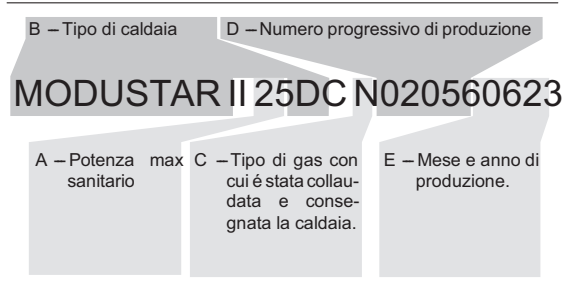 B – Tipo di caldaia
D – Numero progressivo di produzione
MODUSTAR II 25DC N020560623
A – Potenza max
sanitario
C – Tipo di gas con
cui é stata collau-
data e conse-
gnata la caldaia.
E – Mese e anno di
produzione.